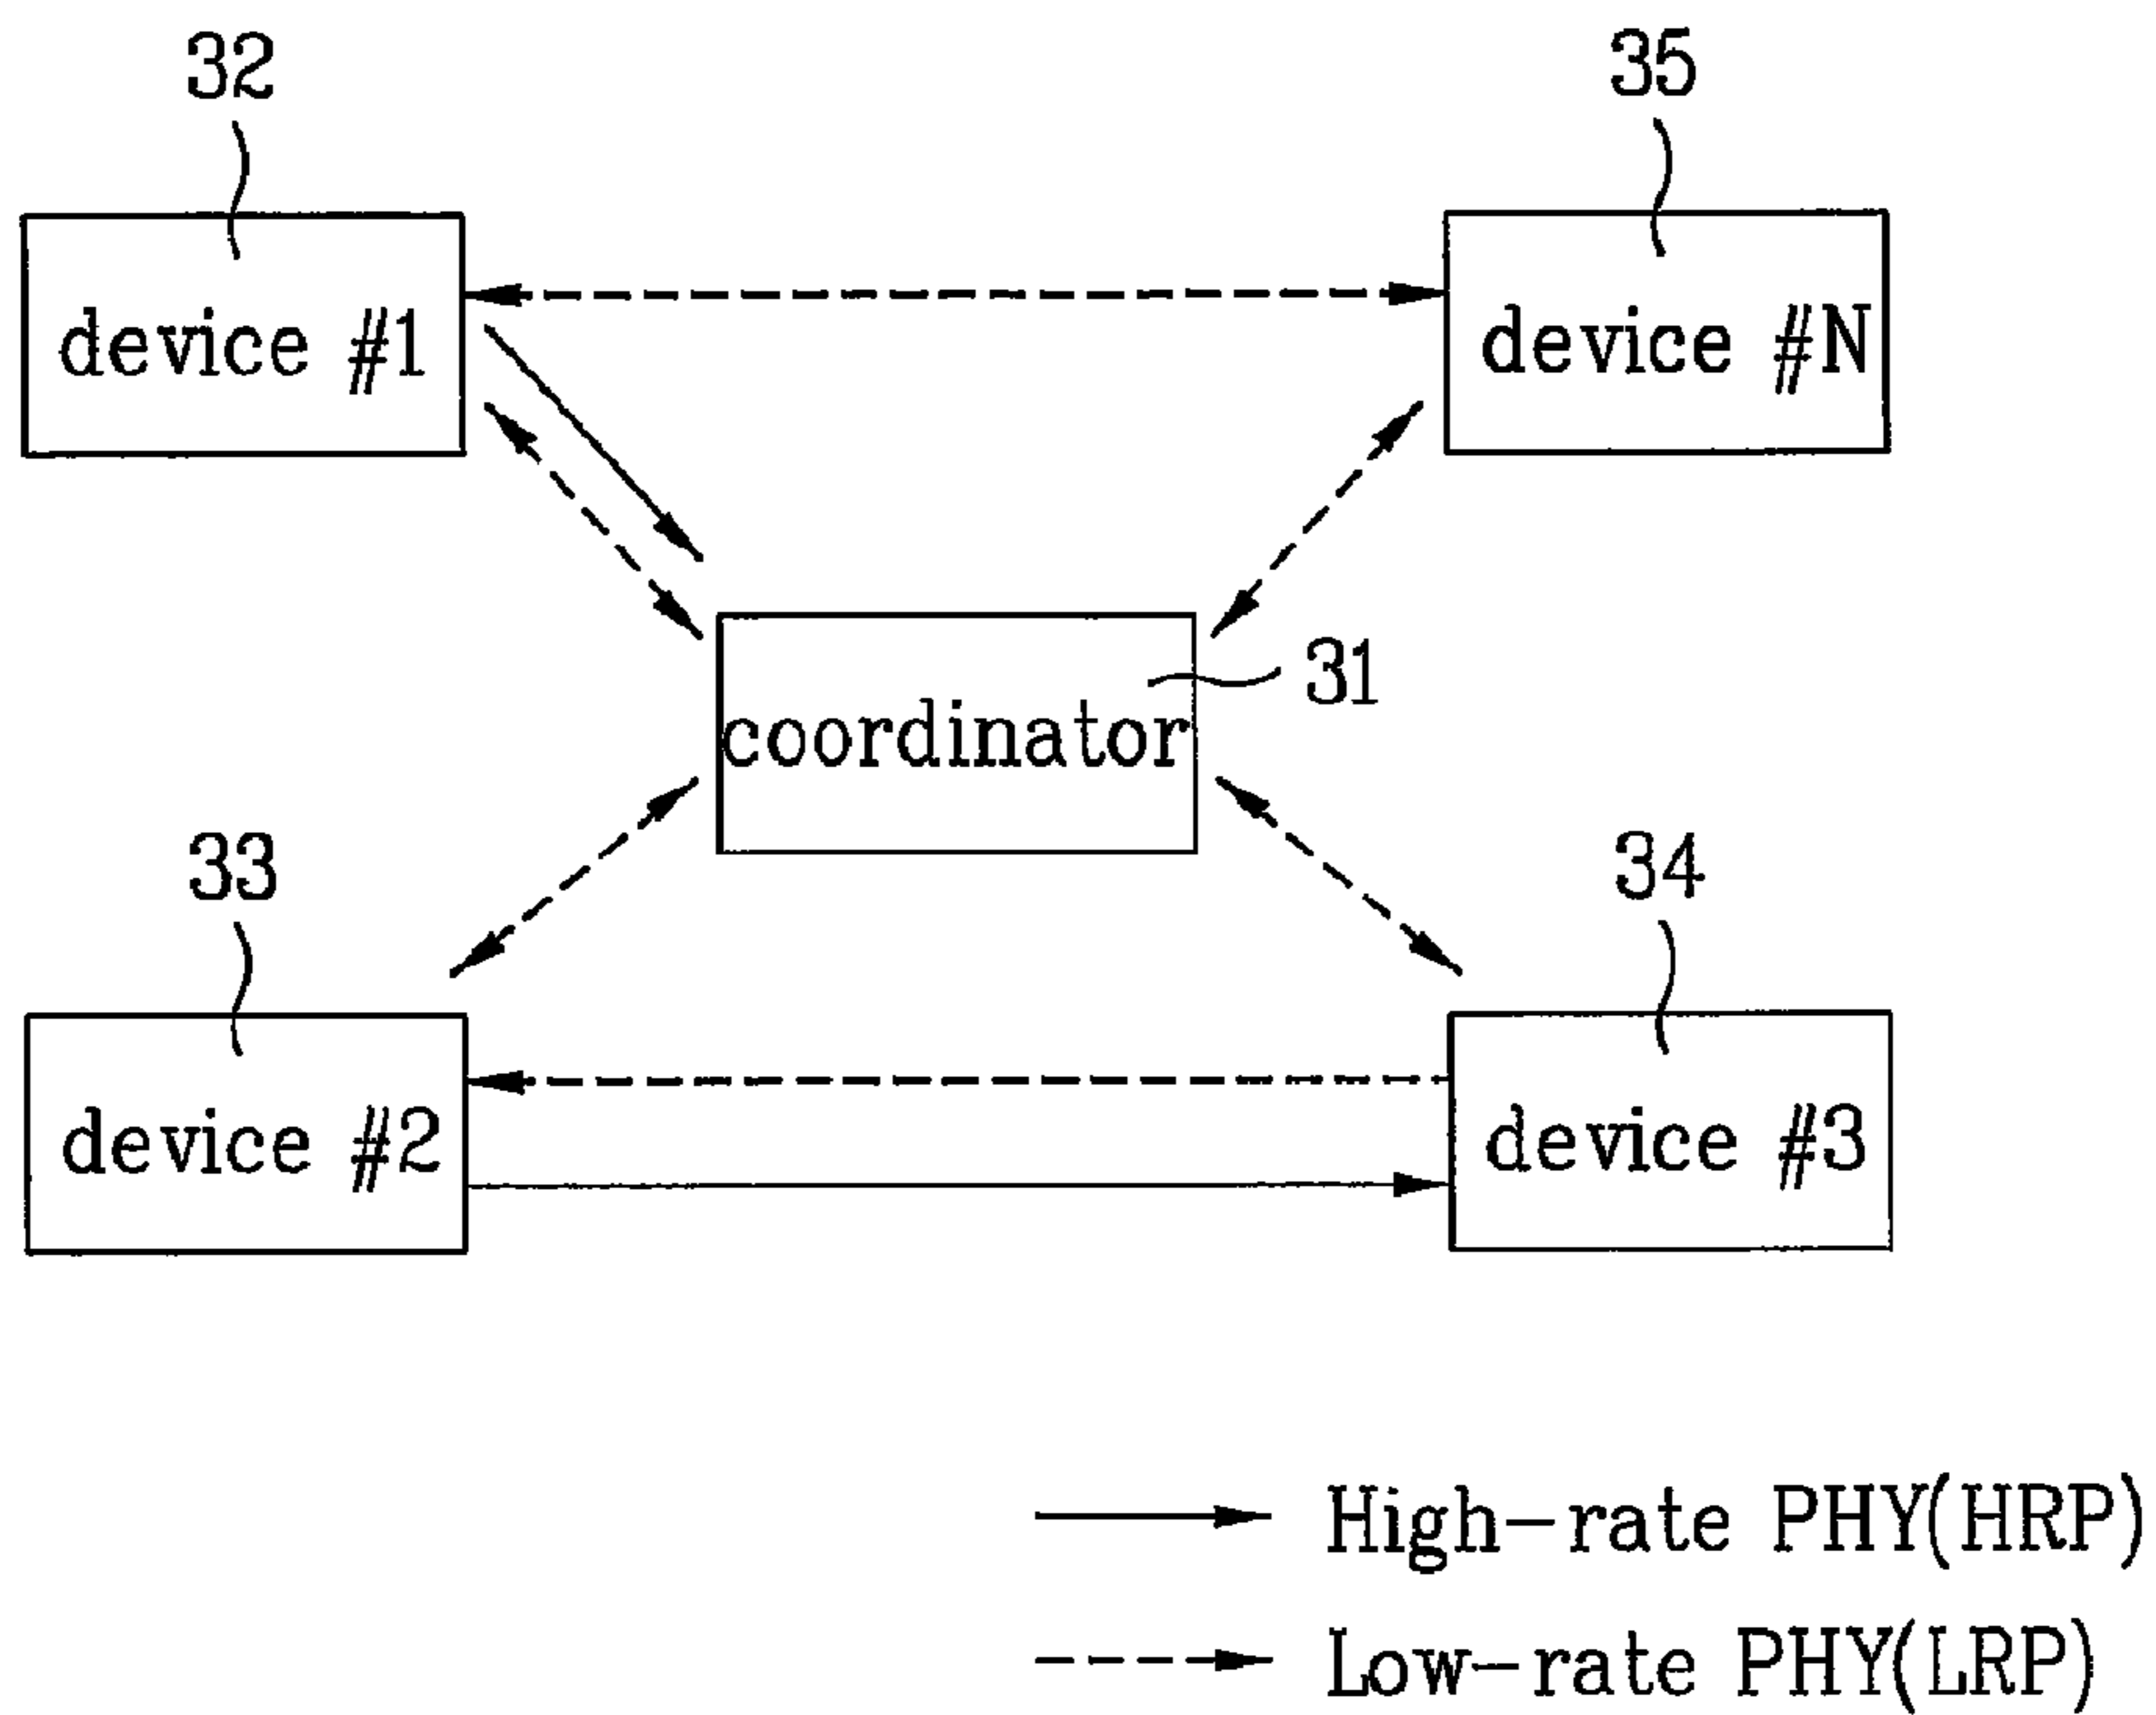 32
35
device #1
device #N
31
coordinator
33
34
device #2
device #3
High-rate PHY(HRP)
Low-rate PHY(LRP)